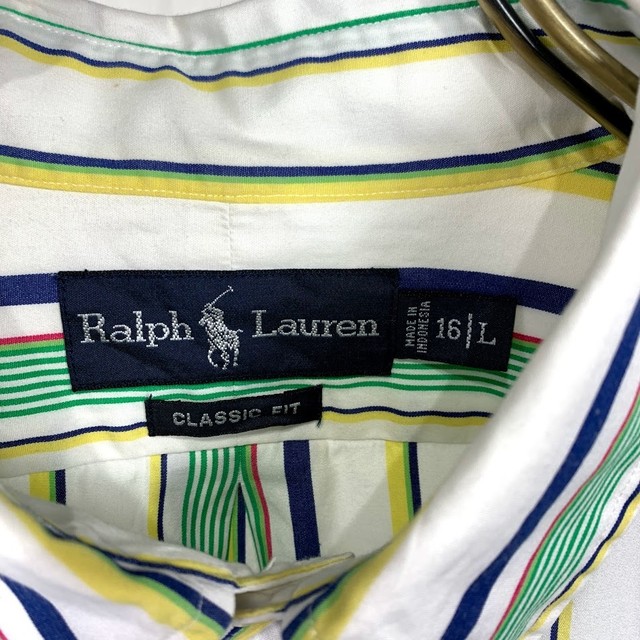 Ralph Lauren
MADE IN
INDONESIA
16 L
CLASSIC FIT